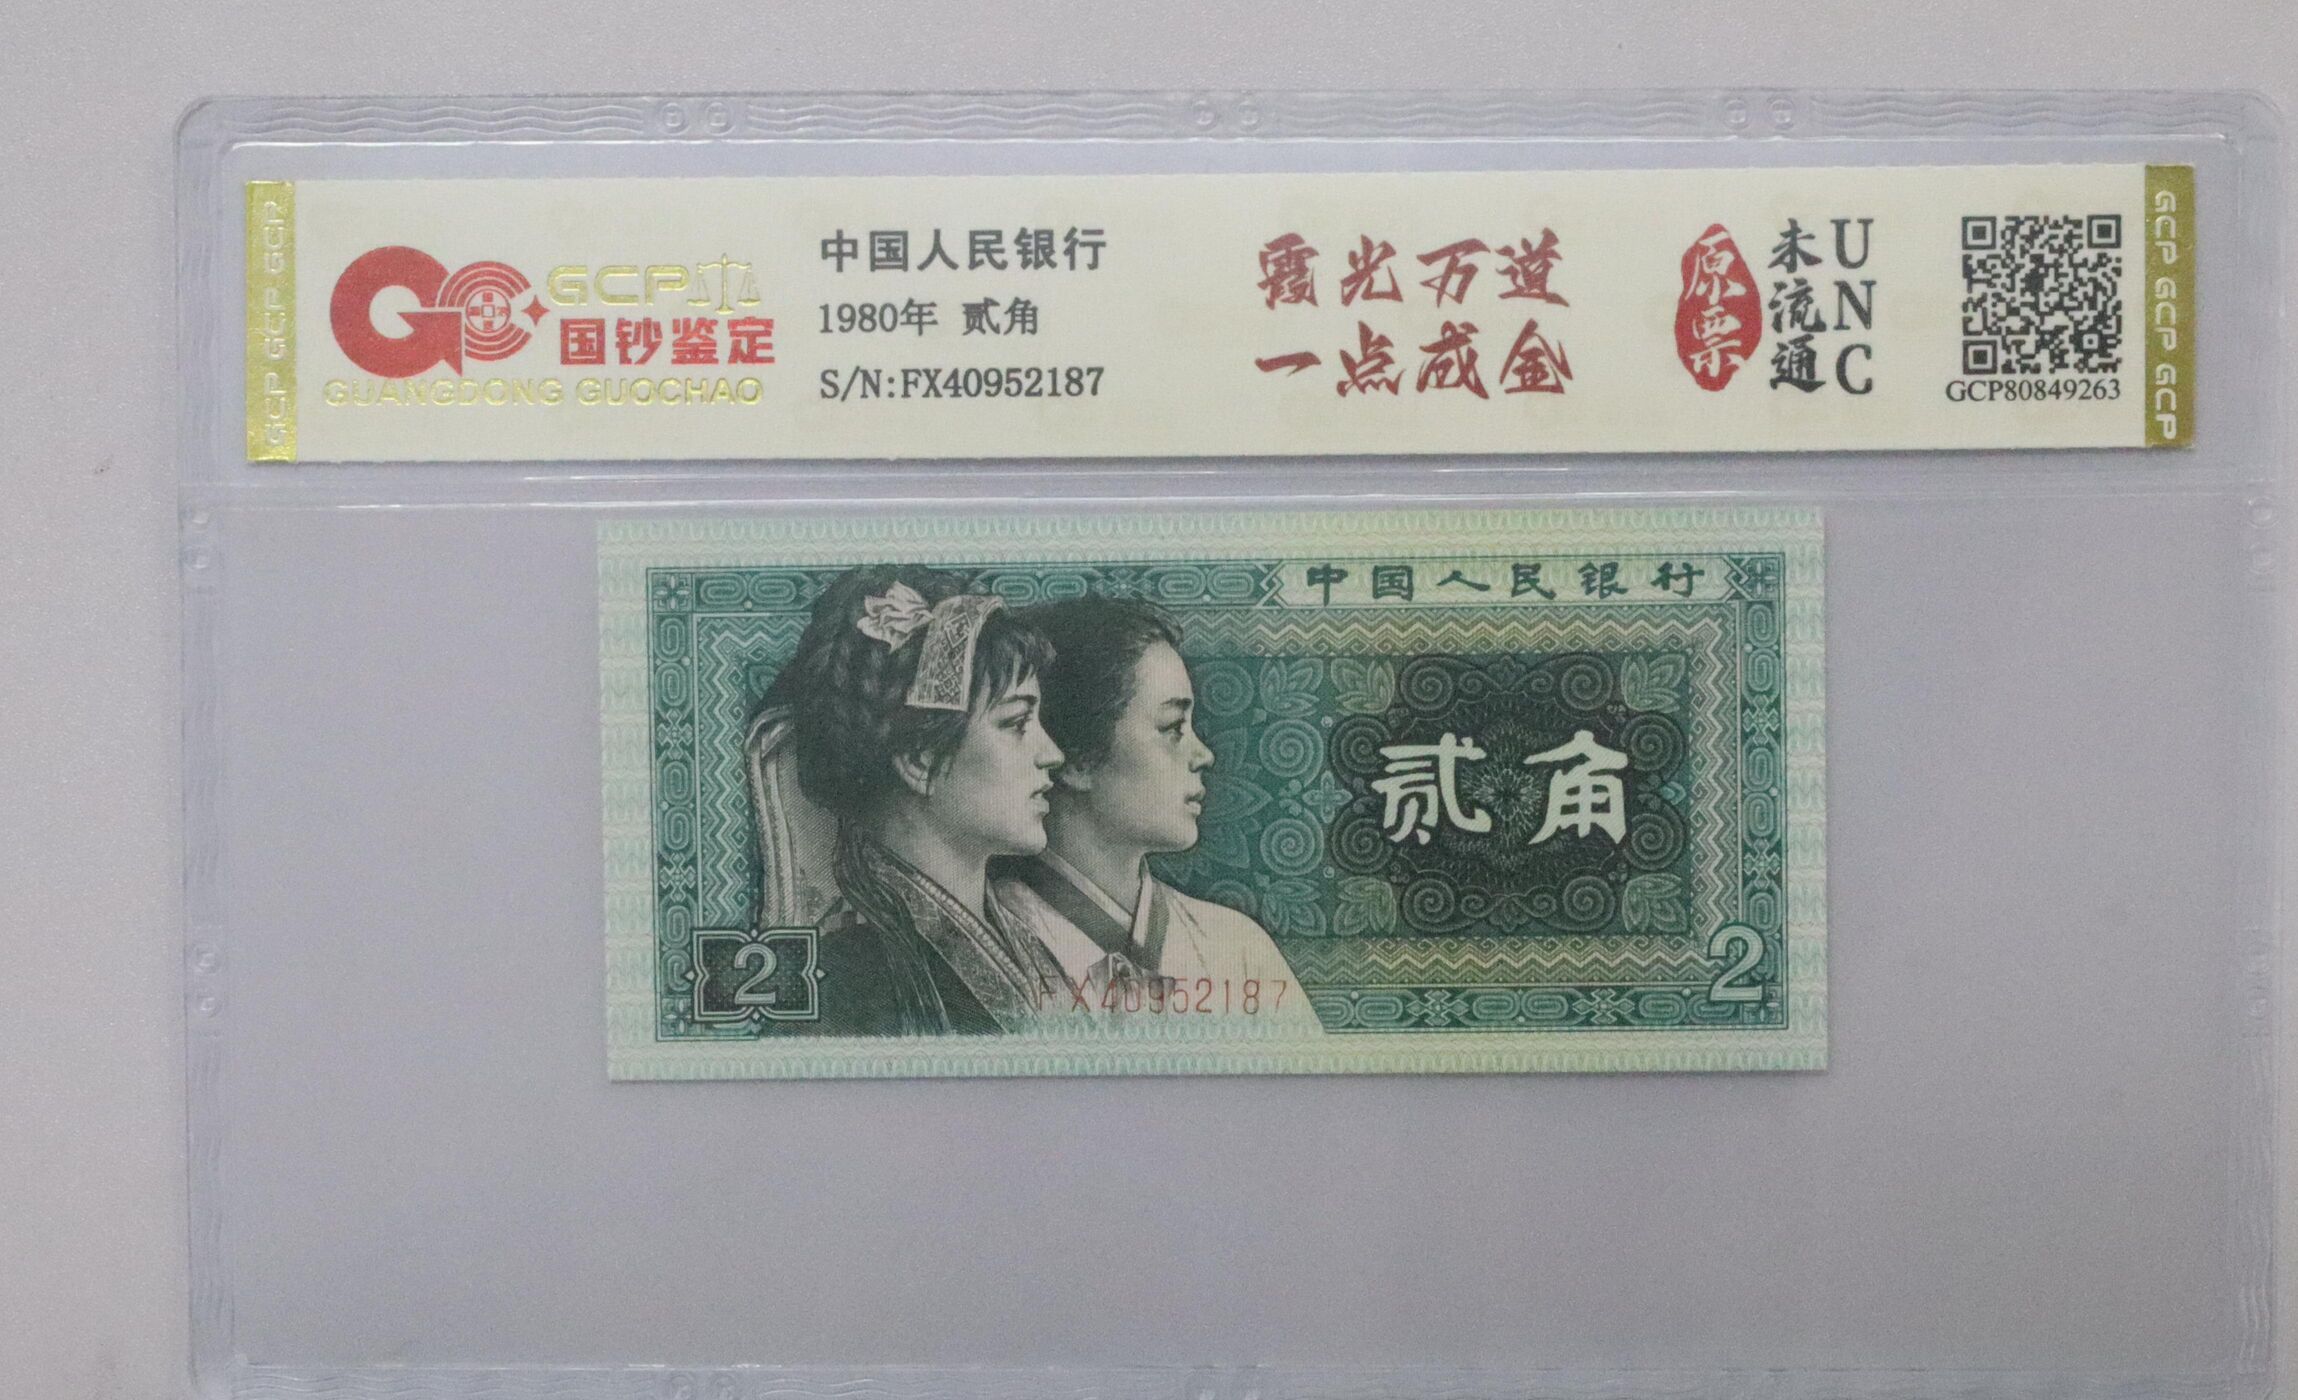 GCP GCP GCP
GCP
国钞鉴定
GUANGDONG GUOCHAO
中国人民银行
1980年 贰角
S/N:FX40952187
霞光万道
一点成金
原票
未流通
UNC
GCP80849263
GCP GCP GCP
中国人民银行
贰角
2
FX40952187
2